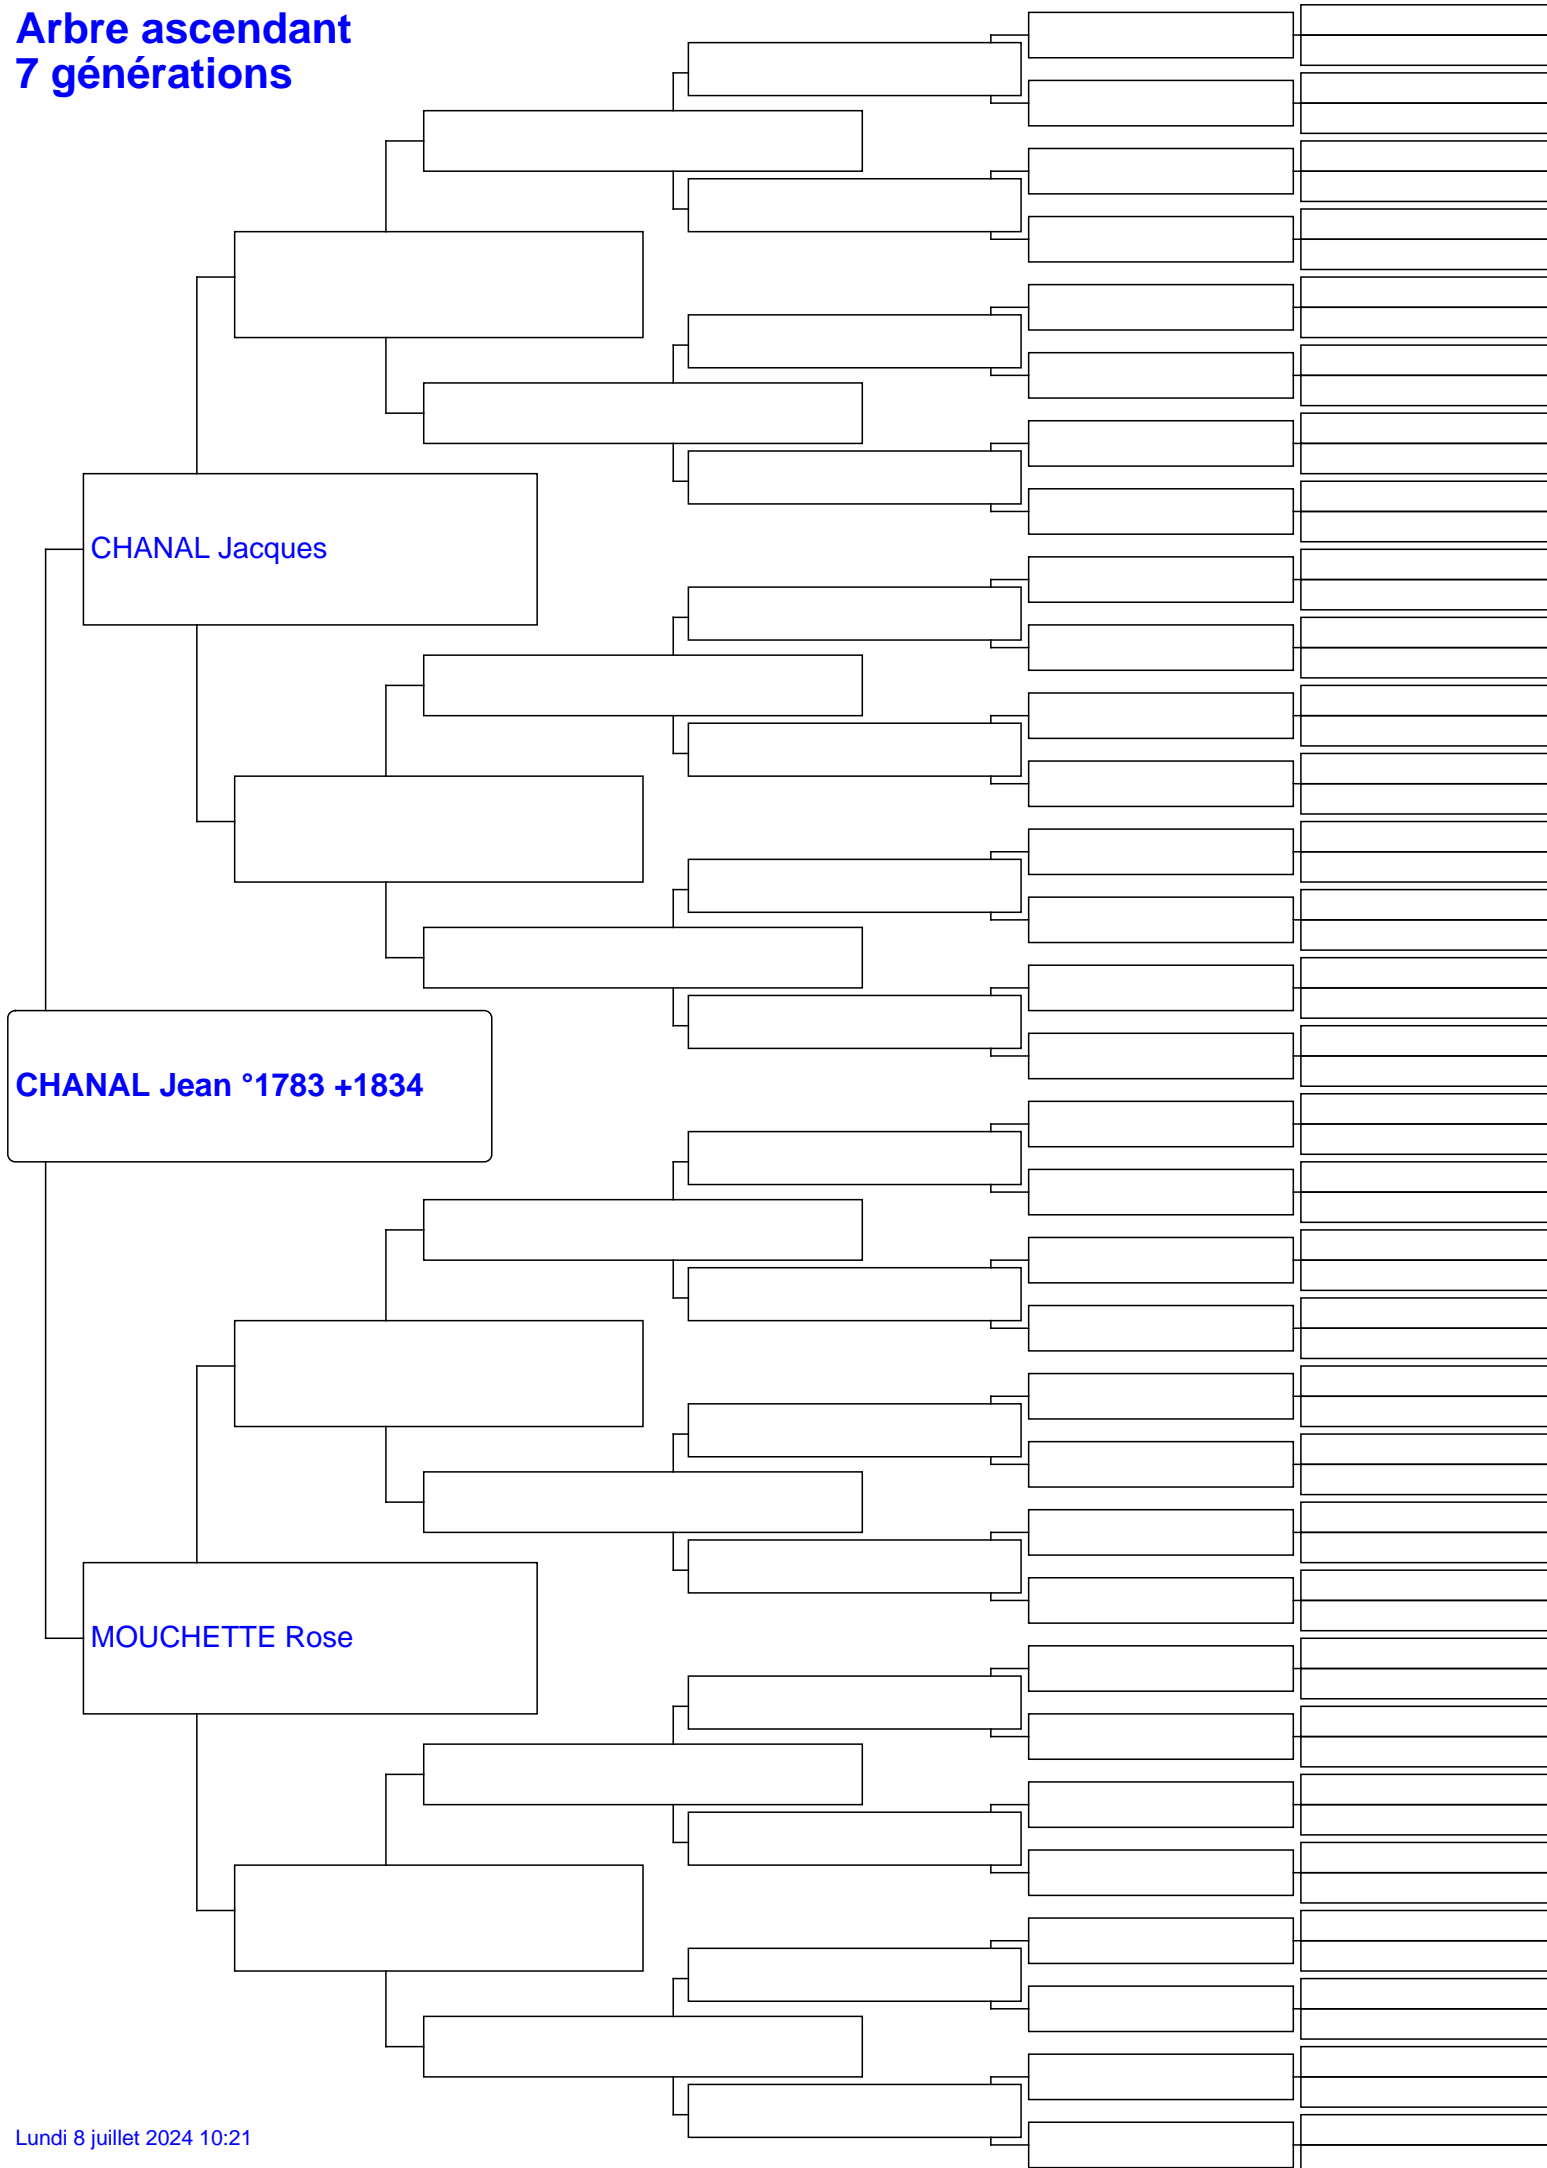 Arbre ascendant
7 générations
CHANAL Jacques
CHANAL Jean °1783 +1834
MOUCHETTE Rose
Lundi 8 juillet 2024 10:21